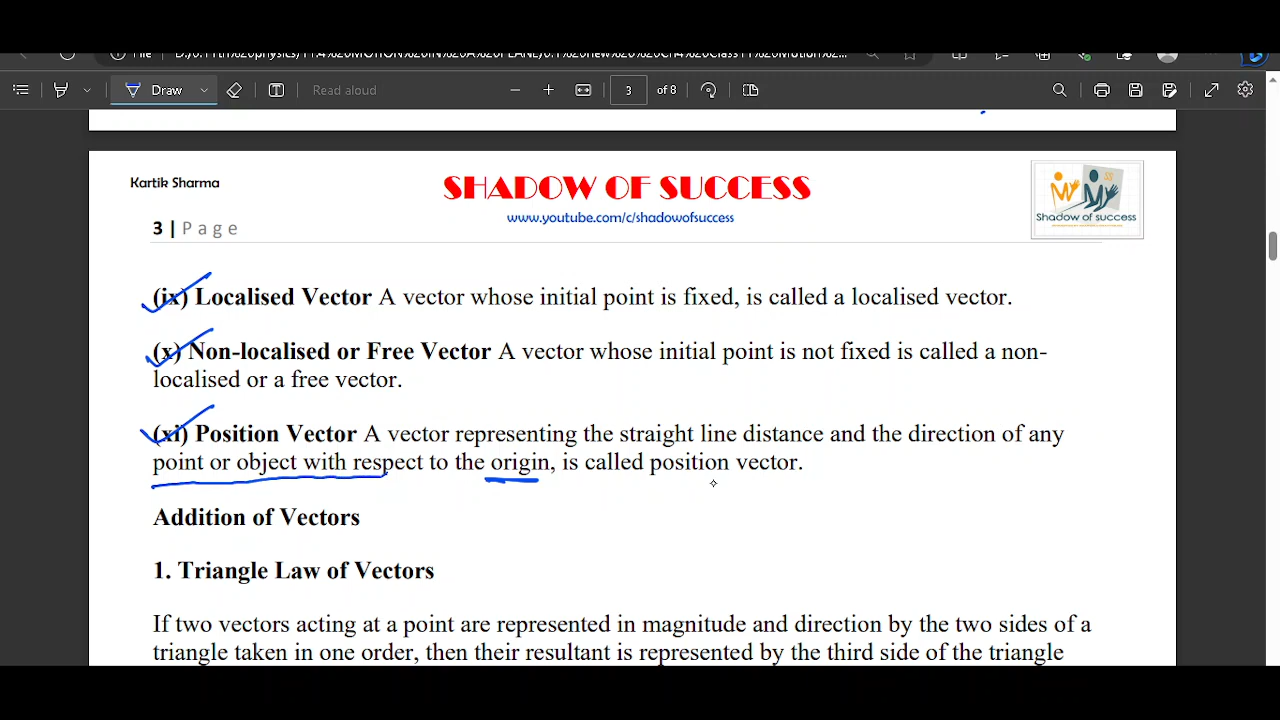 Draw
Read aloud
3 of 8
Kartik Sharma
SHADOW OF SUCCESS
www.youtube.com/c/shadowofsuccess
Shadow of success
3 | Page
(ix) Localised Vector A vector whose initial point is fixed, is called a localised vector.
(x) Non-localised or Free Vector A vector whose initial point is not fixed is called a non-
localised or a free vector.
(xi) Position Vector A vector representing the straight line distance and the direction of any
point or object with respect to the origin, is called position vector.
Addition of Vectors
1. Triangle Law of Vectors
If two vectors acting at a point are represented in magnitude and direction by the two sides of a
triangle taken in one order, then their resultant is represented by the third side of the triangle